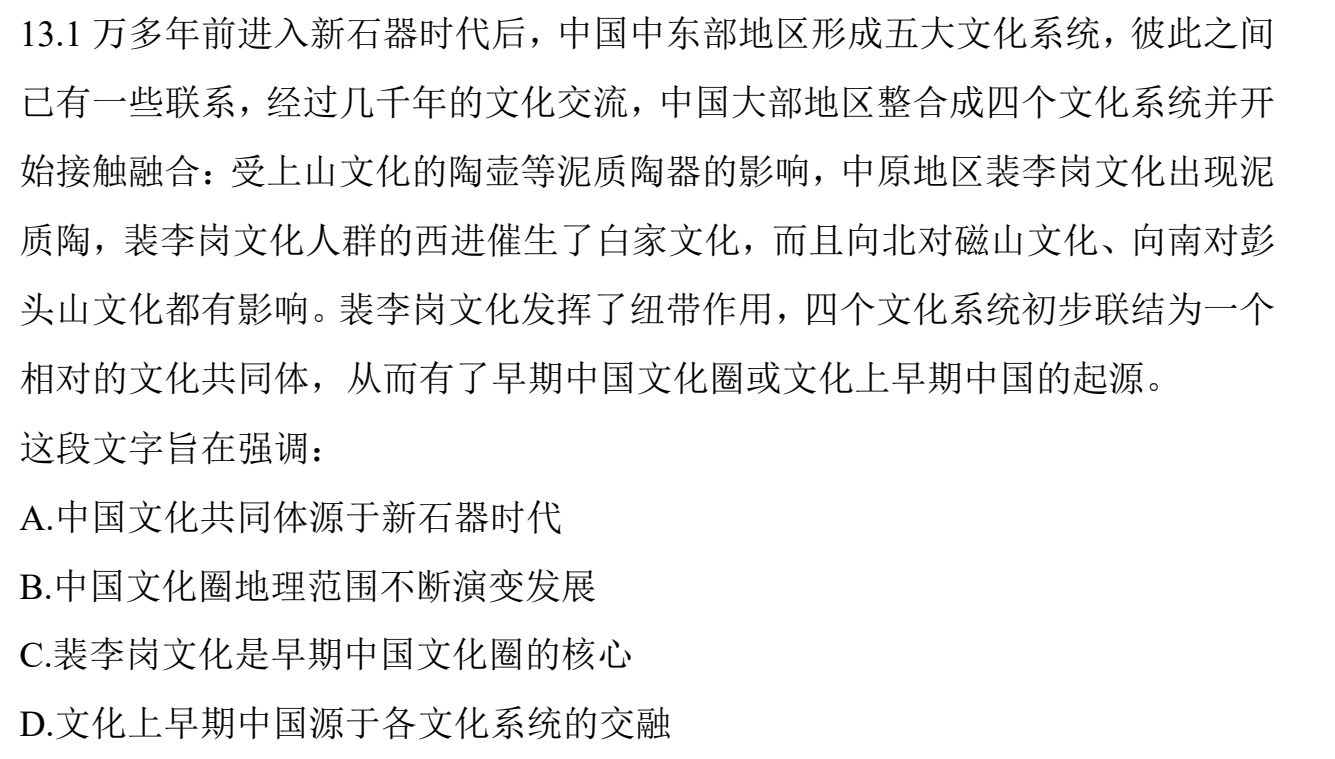 13.1 万多年前进入新石器时代后，中国中东部地区形成五大文化系统，彼此之间
已有一些联系，经过几千年的文化交流，中国大部地区整合成四个文化系统并开
始接触融合：受上山文化的陶壶等泥质陶器的影响，中原地区裴李岗文化出现泥
质陶，裴李岗文化人群的西进催生了白家文化，而且向北对磁山文化、向南对彭
头山文化都有影响。裴李岗文化发挥了纽带作用，四个文化系统初步联结为一个
相对的文化共同体，从而有了早期中国文化圈或文化上早期中国的起源。
这段文字旨在强调：
A.中国文化共同体源于新石器时代
B.中国文化圈地理范围不断演变发展
C.裴李岗文化是早期中国文化圈的核心
D.文化上早期中国源于各文化系统的交融